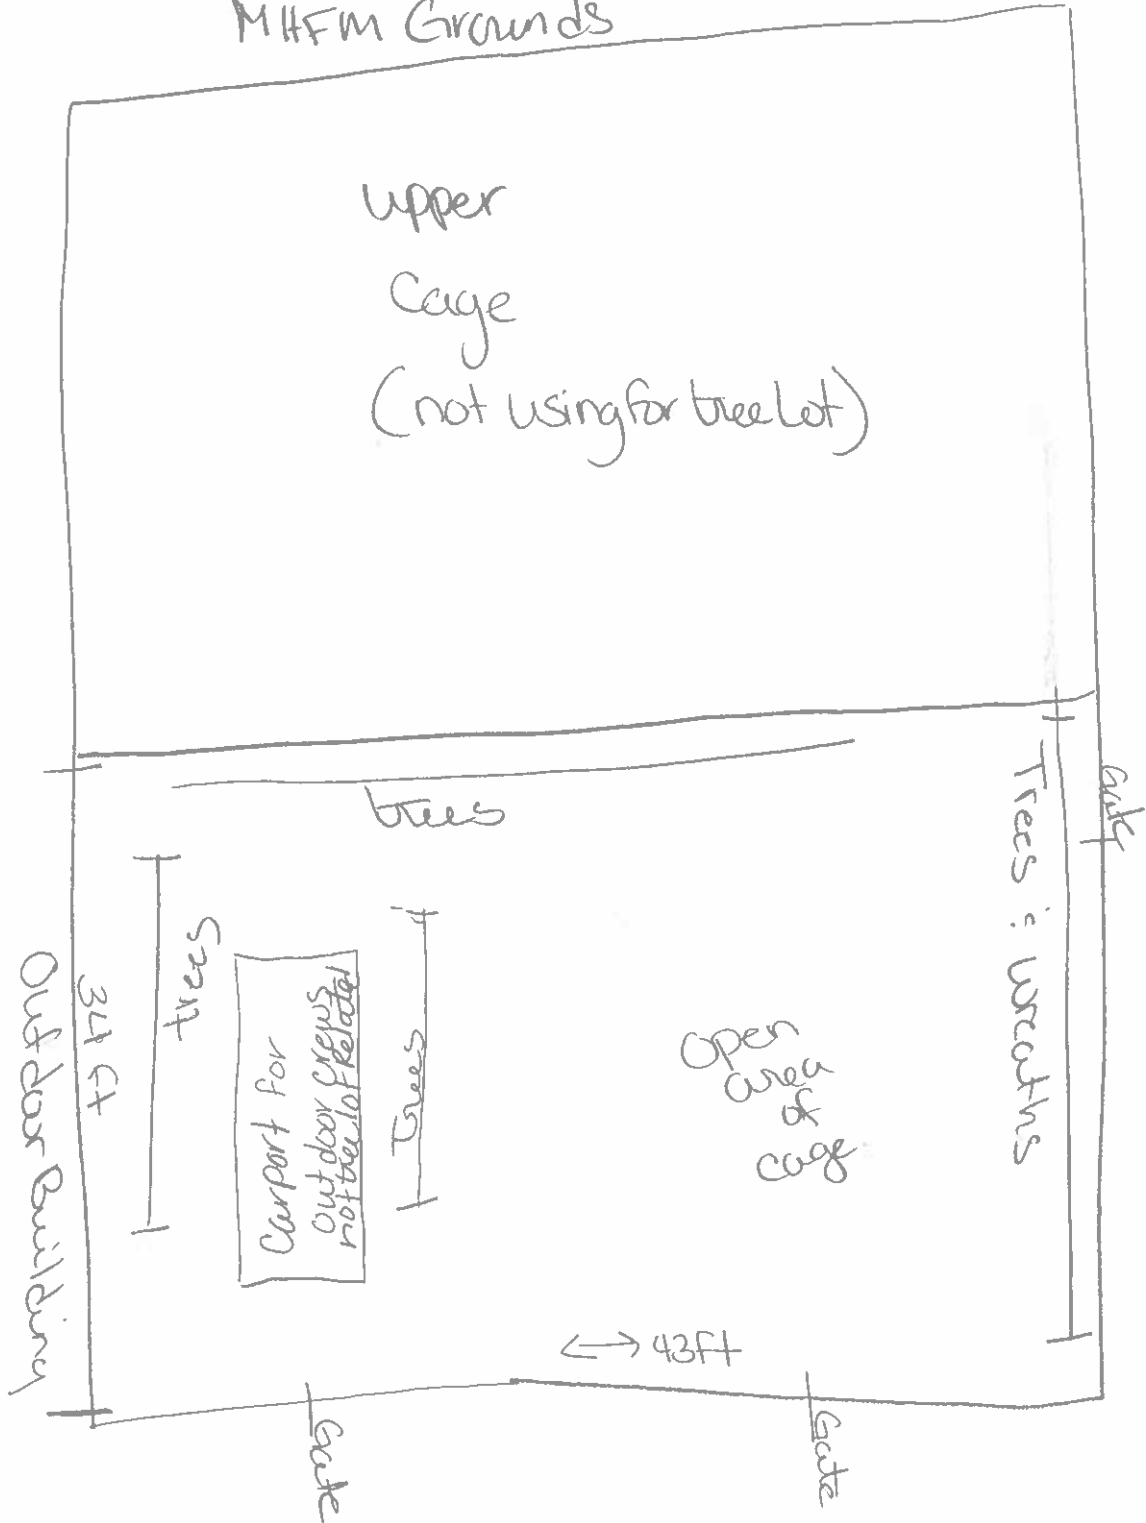 MHFM Grounds
upper
Cage
(not using for tree Lot)
trees
Gate
Trees & wreaths
trees
34 ft
Outdoor Building
Carport for
Outdoor crews
not tree lot related
Trees
Open
area
of
cage
43ft
Gate
Gate